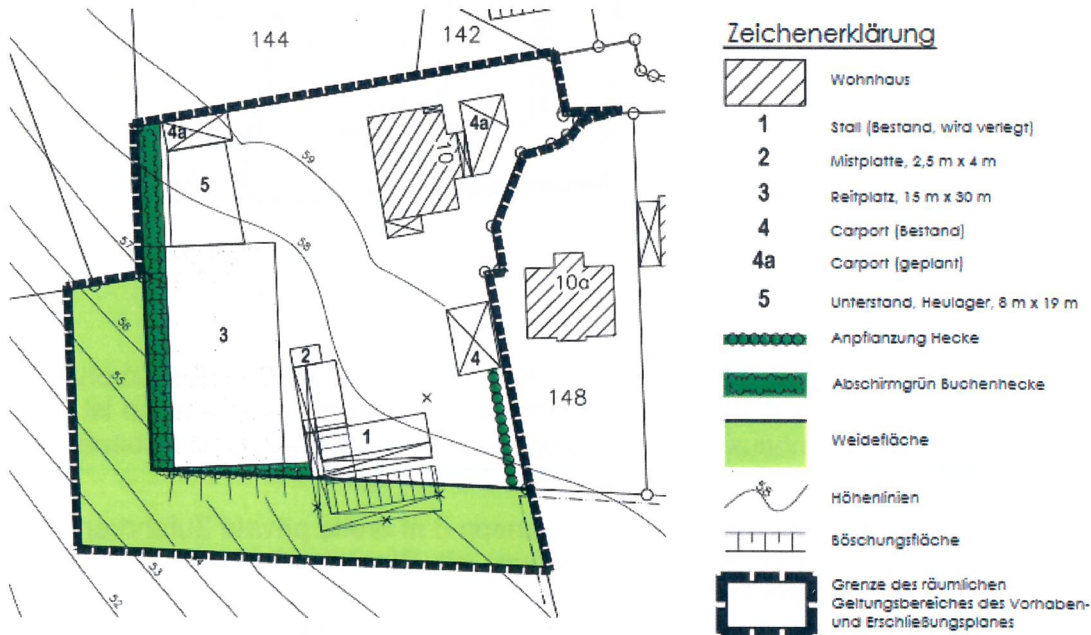 144
142
4a
4a
10
5
59
58
57
56
55
3
2
4
1
10a
148
4
53
52
Zeichenerklärung
Wohnhaus
1 Stall (Bestand, wird verlegt)
2 Mistplatte, 2,5 m x 4 m
3 Reitplatz, 15 m x 30 m
4 Carport (Bestand)
4a Carport (geplant)
5 Unterstand, Heulager, 8 m x 19 m
Anpflanzung Hecke
Abschirmgrün Buchenhecke
Weidefläche
58 Höhenlinien
Böschungsfläche
Grenze des räumlichen
Geltungsbereiches des Vorhaben-
und Erschließungsplanes